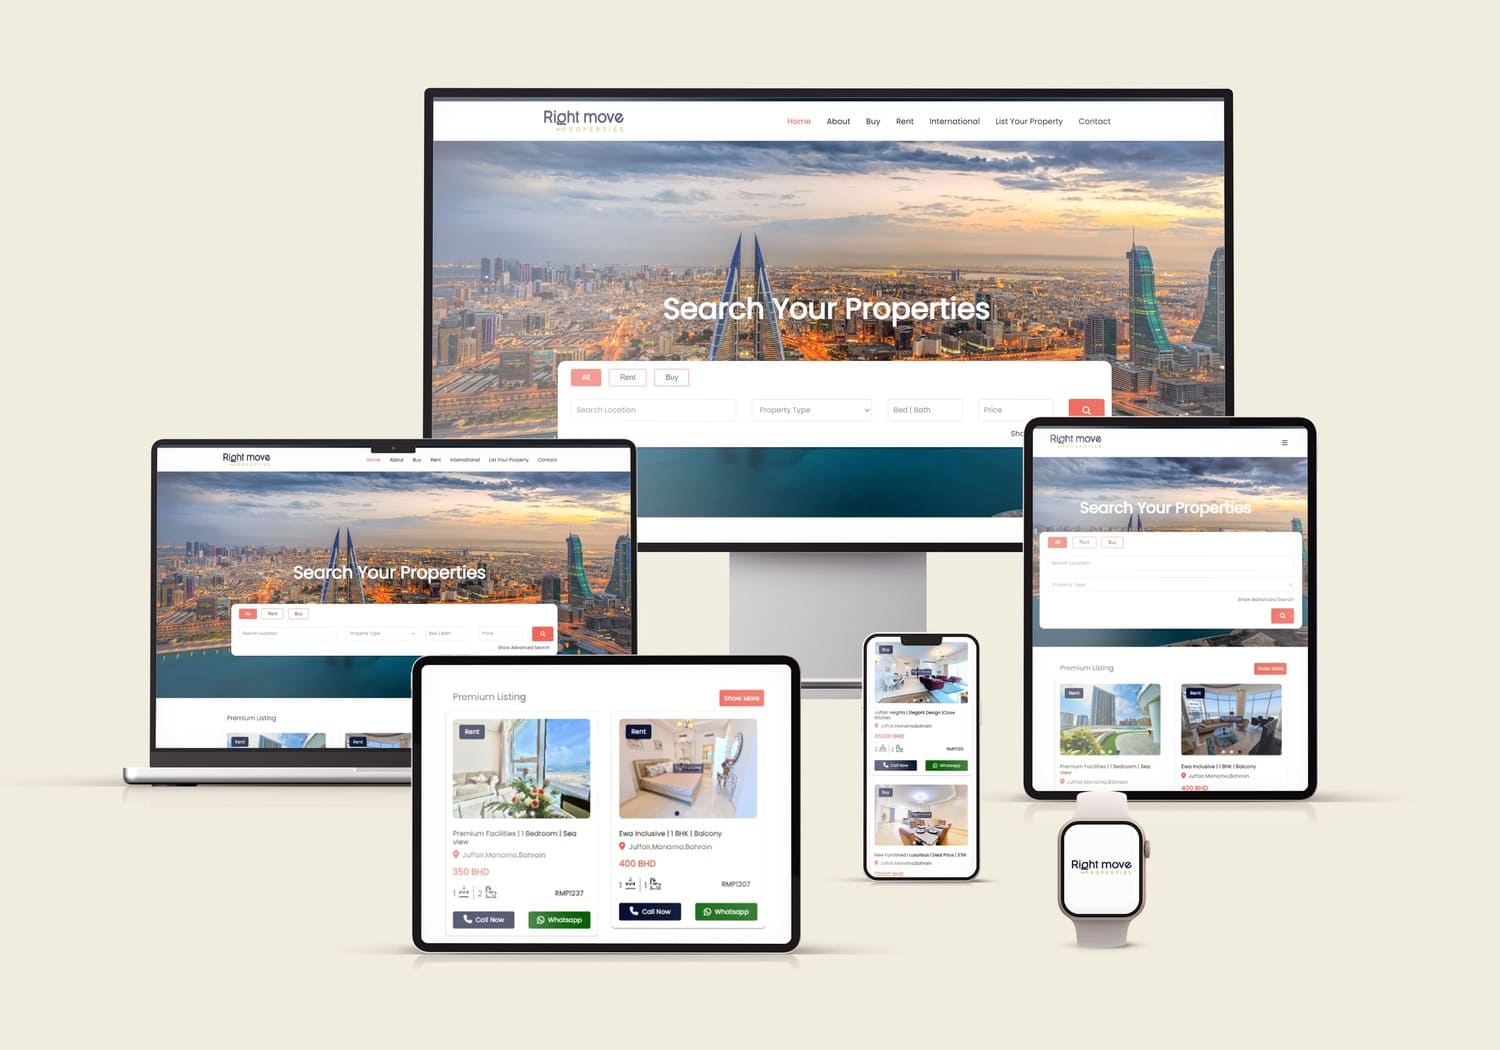 Right move
PROPERTIES
Home About Buy Rent International List Your Property Contact
Search Your Properties
All Rent Buy
Search Location Property Type Bed | Bath Price
Sho
Right move
PROPERTIES
Home About Buy Rent International List Your Property Contact
Search Your Properties
All Rent Buy
Search Location Property Type Bed | Bath Price
Show Advanced Search
Premium Listing
Rent Rent
Right move
PROPERTIES
Search Your Properties
All Rent Buy
Search Location
Property Type
Show Advanced Search
Premium Listing Show More
Rent Rent
Premium Facilities | 1 Bedroom | Sea
view
Juffair,Manama,Bahrain
Ewa Inclusive | 1 BHK | Balcony
Juffair,Manama,Bahrain
400 BHD
Premium Listing Show More
Rent
Premium Facilities | 1 Bedroom | Sea
view
Juffair,Manama,Bahrain
350 BHD
1 2 RMP1237
Call Now Whatsapp
Rent
Ewa Inclusive | 1 BHK | Balcony
Juffair,Manama,Bahrain
400 BHD
1 1 RMP1207
Call Now Whatsapp
Buy
Juffair Heights | Elegant Design |Close
Kitchen
Juffair,Manama,Bahrain
BHD
2 2
Call Now Whatsapp
Buy
New Furnished | Luxurious | Deal Price |
Juffair,Manama,Bahrain
BHD
Right move
PROPERTIES